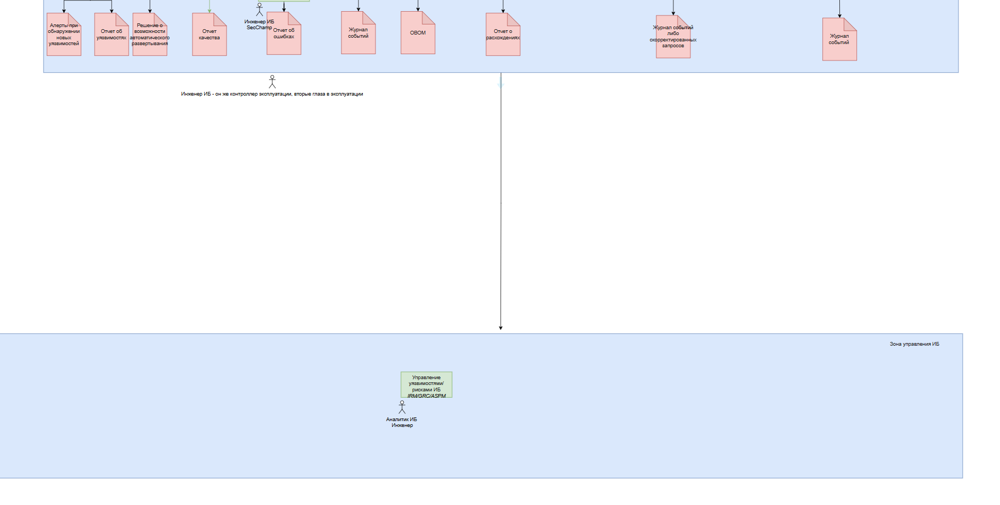 Алерты при
обнаружении
новых
уязвимостей
Отчет об
уязвимостях
Решение о
возможности
автоматического
развертывания
Отчет
качества
Инженер ИБ
SecChamp
Отчет об
ошибках
Журнал
событий
OBOM
Отчет о
расхождениях
Журнал событий
либо
скорректированных
запросов
Журнал
событий
Инженер ИБ - он же контроллер эксплуатации, вторые глаза в эксплуатации
Зона управления ИБ
Управление
уязвимостями/
рисками ИБ
IRM/GRC/ASPM
Аналитик ИБ
Инженер